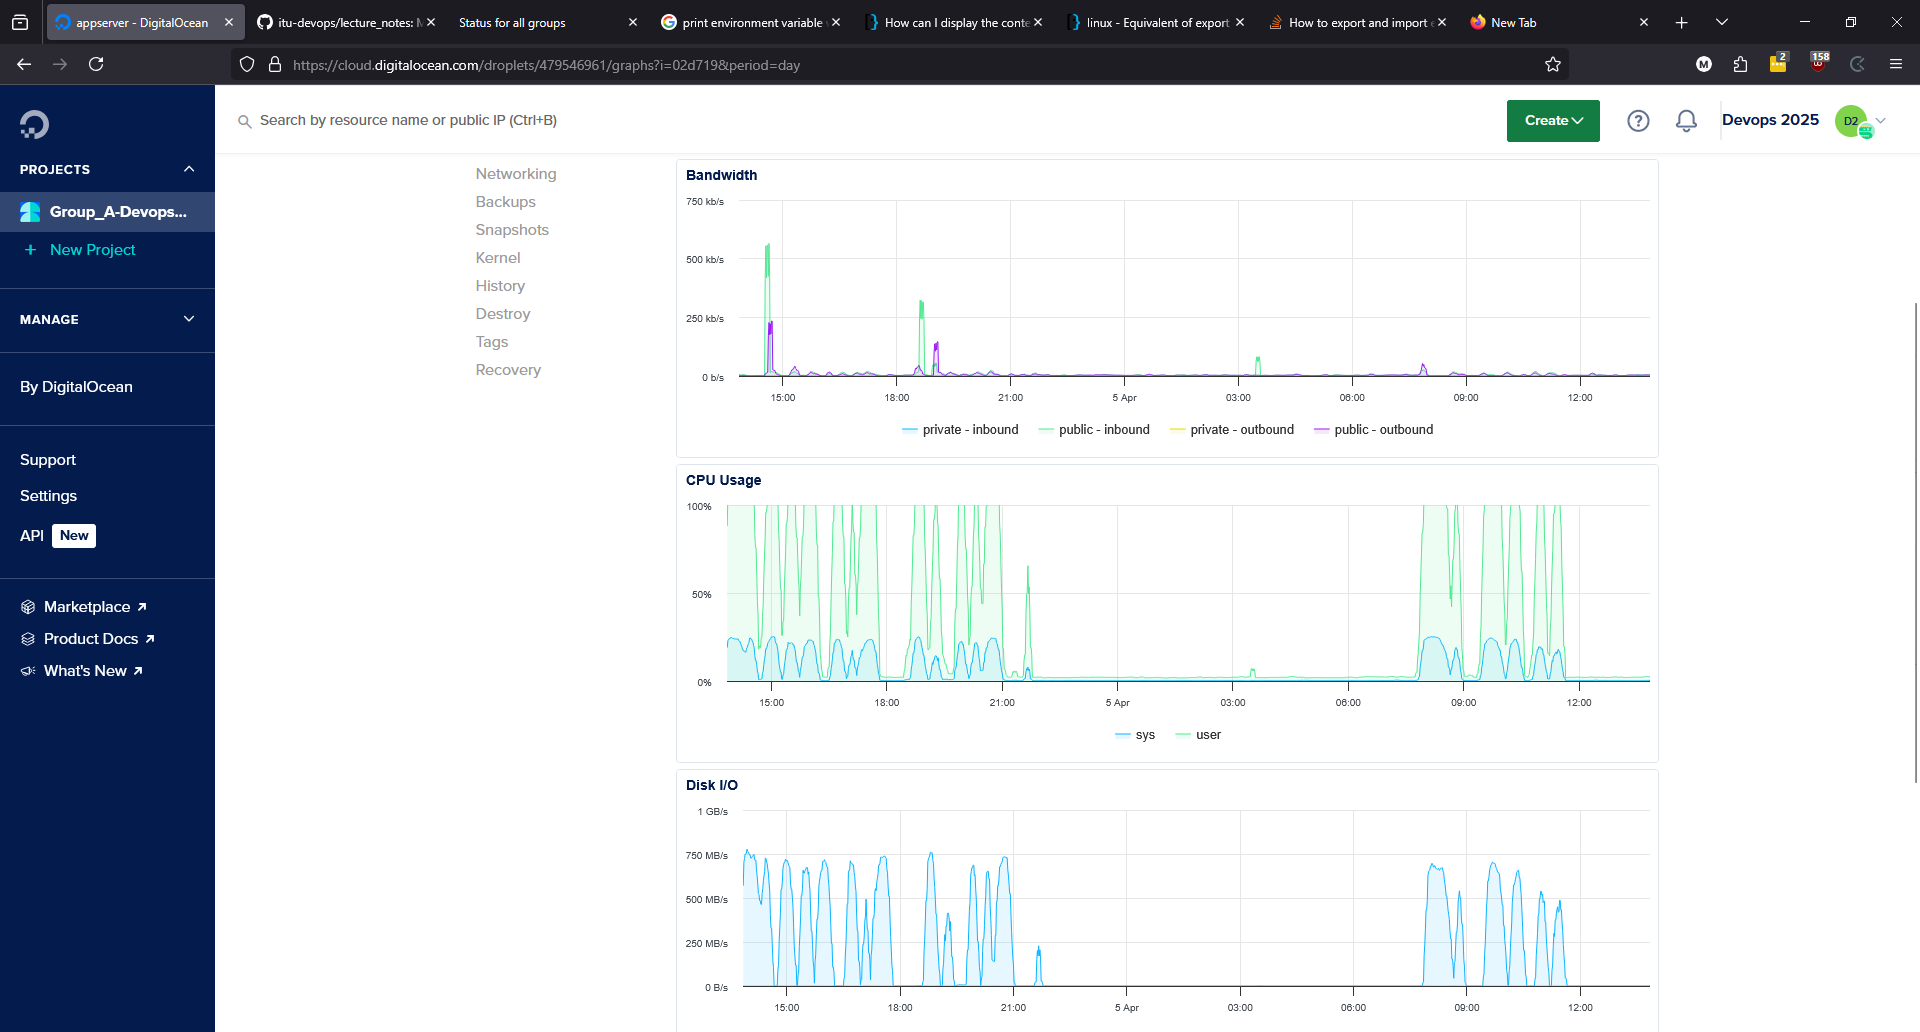 appserver - DigitalOcean
itu-devops/lecture_notes: M
Status for all groups
print environment variable
How can I display the conte
linux - Equivalent of export
How to export and import e
New Tab
https://cloud.digitalocean.com/droplets/479546961/graphs?i=02d719&period=day
M
2
158
Search by resource name or public IP (Ctrl+B)
Create
Devops 2025
D2
PROJECTS
Group_A-Devops...
+ New Project
MANAGE
By DigitalOcean
Support
Settings
API New
Marketplace
Product Docs
What's New
Networking
Backups
Snapshots
Kernel
History
Destroy
Tags
Recovery
Bandwidth
750 kb/s
500 kb/s
250 kb/s
0 b/s
15:00 18:00 21:00 5 Apr 03:00 06:00 09:00 12:00
private - inbound public - inbound private - outbound public - outbound
CPU Usage
100%
50%
0%
15:00 18:00 21:00 5 Apr 03:00 06:00 09:00 12:00
sys user
Disk I/O
1 GB/s
750 MB/s
500 MB/s
250 MB/s
0 B/s
15:00 18:00 21:00 5 Apr 03:00 06:00 09:00 12:00